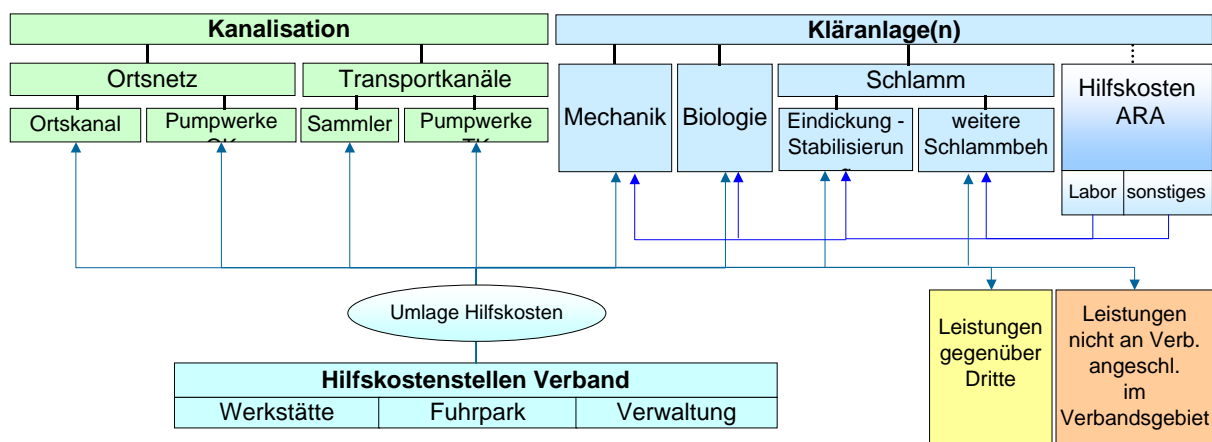 Kanalisation
Kläranlage(n)
Ortsnetz
Transportkanäle
Mechanik
Biologie
Schlamm
Hilfskosten
ARA
Ortskanal
Pumpwerke
Sammler
Pumpwerke
Eindickung -
Stabilisierun
weitere
Schlammbeh
Labor
sonstiges
Umlage Hilfskosten
Leistungen
gegenüber
Dritte
Leistungen
nicht an Verb.
angeschl.
im
Verbandsgebiet
Hilfskostenstellen Verband
Werkstätte
Fuhrpark
Verwaltung